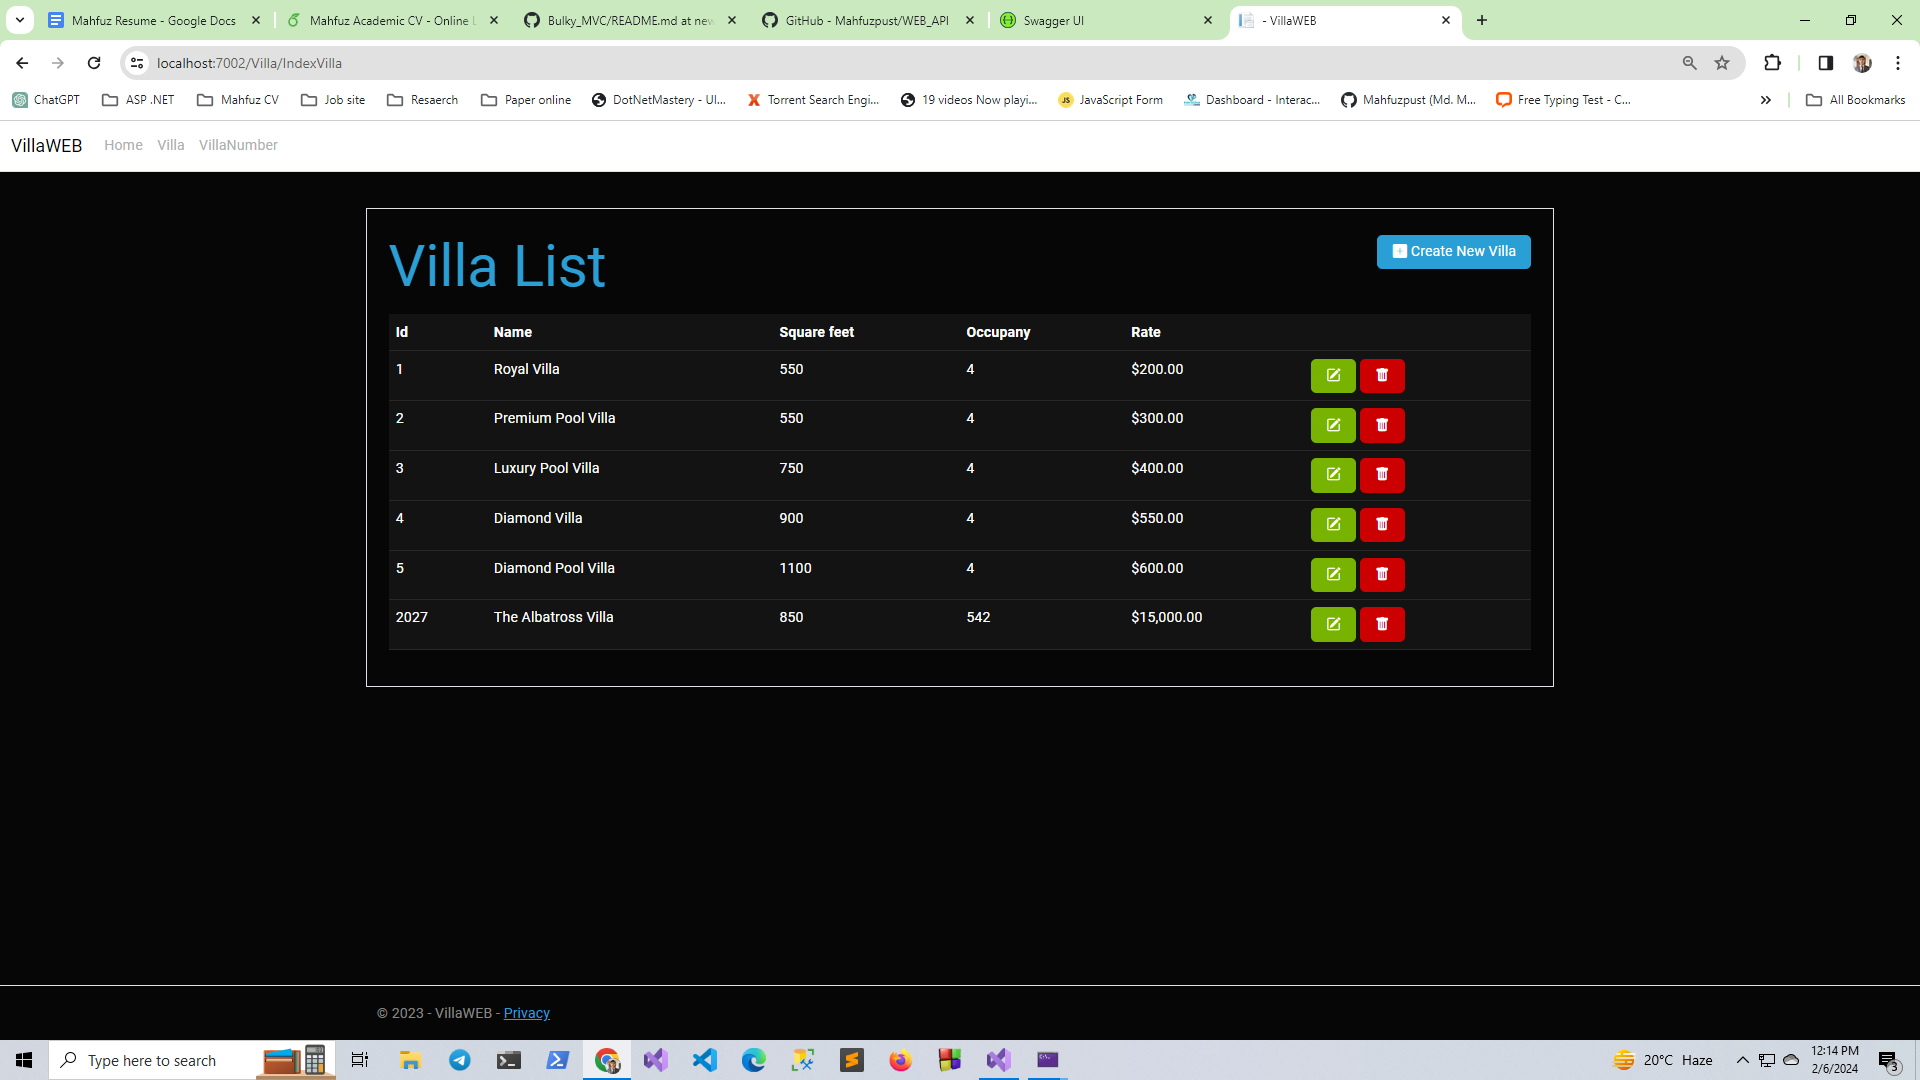 Mahfuz Resume - Google Docs
Mahfuz Academic CV - Online L
Bulky_MVC/README.md at new
GitHub - Mahfuzpust/WEB_API
Swagger UI
- VillaWEB
localhost:7002/Villa/IndexVilla
ChatGPT
ASP .NET
Mahfuz CV
Job site
Resaerch
Paper online
DotNetMastery - Ul...
Torrent Search Engi...
19 videos Now playi...
JavaScript Form
Dashboard - Interac...
Mahfuzpust (Md. M...
Free Typing Test - C...
All Bookmarks
VillaWEB Home Villa VillaNumber
Villa List
Create New Villa
Id Name Square feet Occupany Rate
1 Royal Villa 550 4 $200.00
2 Premium Pool Villa 550 4 $300.00
3 Luxury Pool Villa 750 4 $400.00
4 Diamond Villa 900 4 $550.00
5 Diamond Pool Villa 1100 4 $600.00
2027 The Albatross Villa 850 542 $15,000.00
© 2023 - VillaWEB - Privacy
Type here to search
20°C Haze
12:14 PM
2/6/2024
3